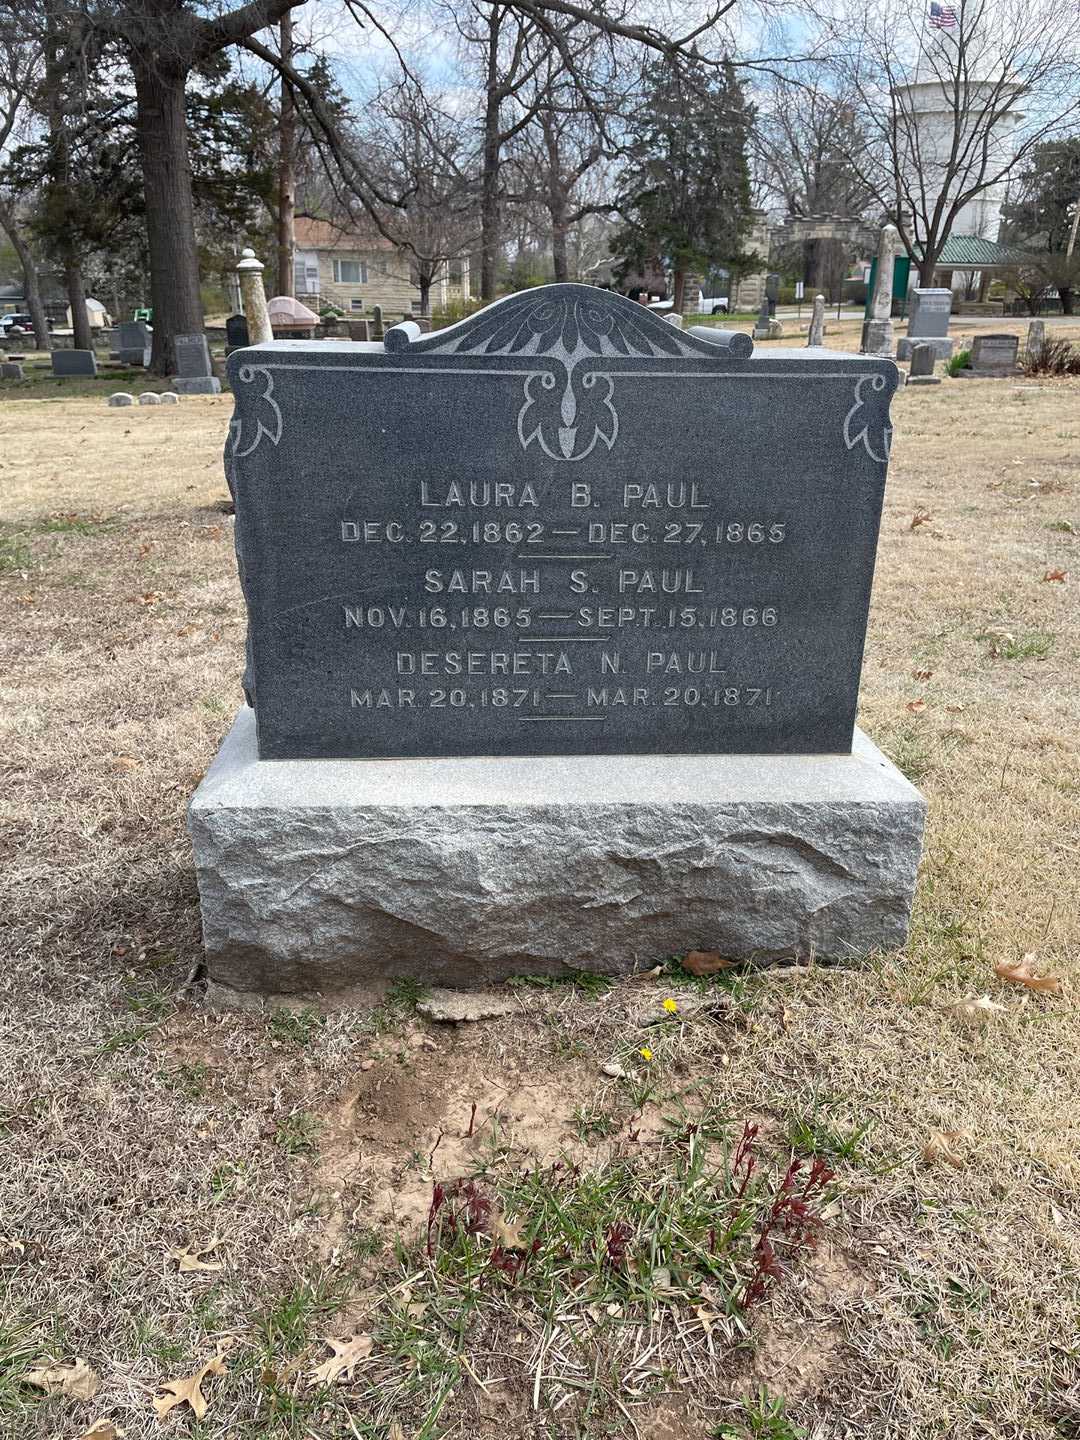 LAURA B. PAUL
DEC. 22, 1862 — DEC. 27, 1865
SARAH S. PAUL
NOV. 16, 1865 — SEPT. 15, 1866
DESERETA N. PAUL
MAR. 20, 1871 — MAR. 20, 1871